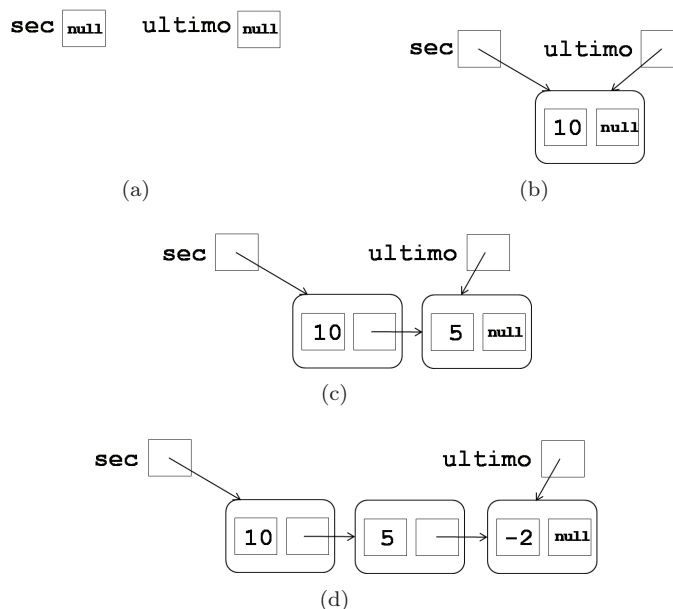 sec null ultimo null
(a)
sec ultimo
10 null
(b)
sec ultimo
10 5 null
(c)
sec ultimo
10 5 -2 null
(d)